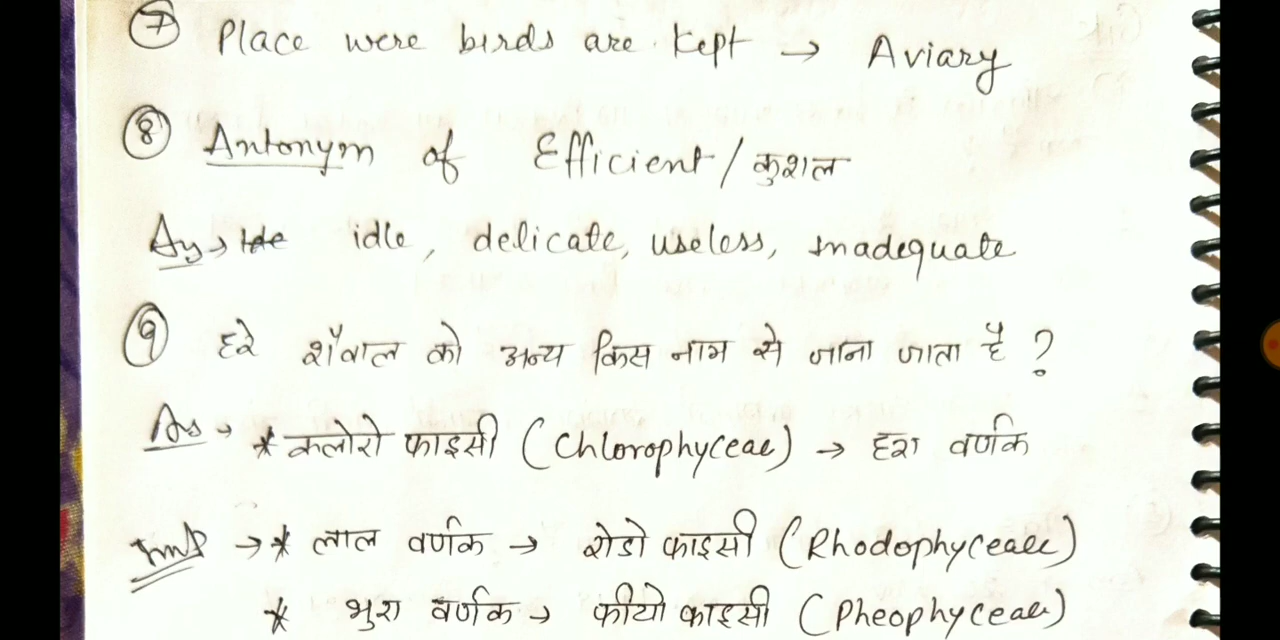 ⑦ Place were birds are kept → Aviary
⑧ Antonym of Efficient / कुशल
Ans → idle, delicate, useless, inadequate
⑨ हरे शैवाल को अन्य किस नाम से जाना जाता है ?
Ans → * क्लोरो फाइसी (Chlorophyceae) → हरा वर्णक
Imp → * लाल वर्णक → रोडो फाइसी (Rhodophyceae)
* भुरा वर्णक → फीयो फाइसी (Pheophyceae)